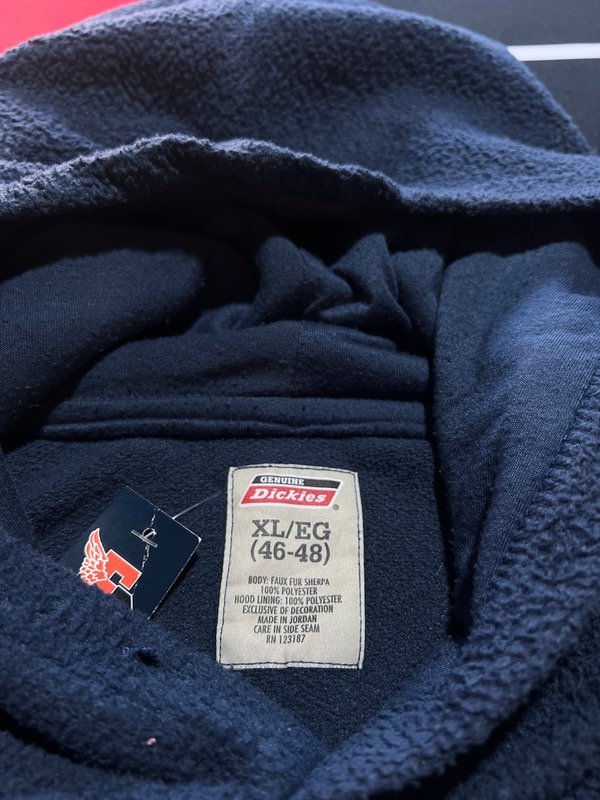 GENUINE
Dickies
XL/EG
(46-48)
BODY: FAUX FUR SHERPA
100% POLYESTER
HOOD LINING: 100% POLYESTER
EXCLUSIVE OF DECORATION
MADE IN JORDAN
CARE IN SIDE SEAM
RN 123187